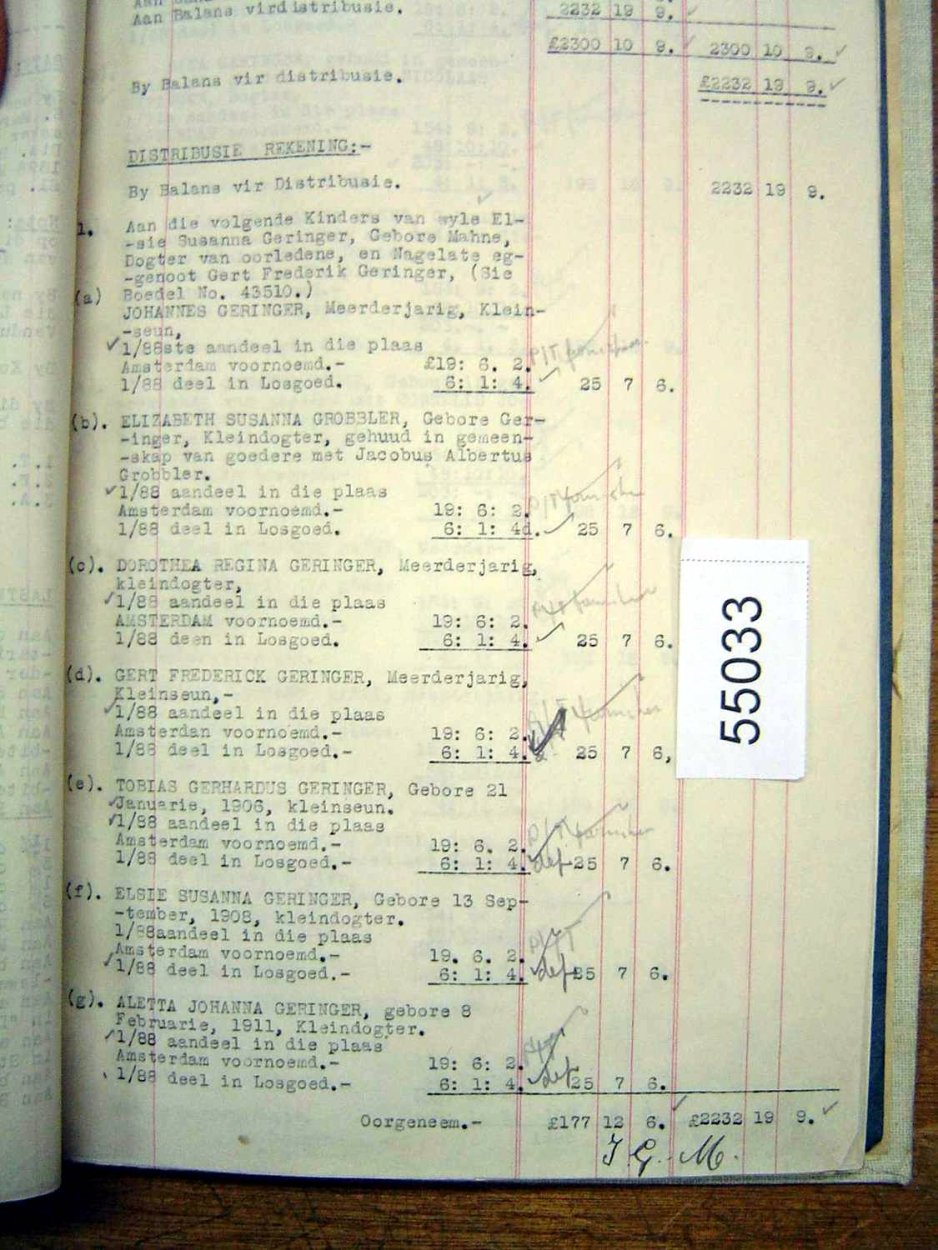 Aan Balans vir distribusie. 2232 19 9.
£2300 10 9. 2300 10 9.
By Balans vir distribusie. £2232 19 9.
DISTRIBUSIE REKENING:-
By Balans vir Distribusie. 2232 19 9.
1. Aan die volgende Kinders van wyle El-
-sie Susanna Geringer, Gebore Mahne,
Dogter van oorledene, en Nagelate eg-
-genoot Gert Frederik Geringer, (Sie
Boedel No. 43510.)
(a) JOHANNES GERINGER, Meerderjarig, Klein-
-seun,
1/88ste aandeel in die plaas
Amsterdam voornoemd.- £19: 6. 2.
1/88 deel in Losgoed. 6: 1: 4. 25 7 6.
(b). ELIZABETH SUSANNA GROBBLER, Gebore Ger-
-inger, Kleindogter, gehuud in gemeen-
-skap van goedere met Jacobus Albertus
Grobbler.
1/88 aandeel in die plaas
Amsterdam voornoemd.- 19: 6: 2.
1/88 deel in Losgoed. 6: 1: 4d. 25 7 6.
(c). DOROTHEA REGINA GERINGER, Meerderjarig,
kleindogter,
1/88 aandeel in die plaas
AMSTERDAM voornoemd.- 19: 6: 2.
1/88 deen in Losgoed. 6: 1: 4. 25 7 6.
(d). GERT FREDERICK GERINGER, Meerderjarig,
Kleinseun,-
1/88 aandeel in die plaas
Amsterdan voornoemd.- 19: 6: 2.
1/88 deel in Losgoed.- 6: 1: 4. 25 7 6,
(e). TOBIAS GERHARDUS GERINGER, Gebore 21
Januarie, 1906, kleinseun.
1/88 aandeel in die plaas
Amsterdam voornoemd.- 19: 6. 2.
1/88 deel in Losgoed.- 6: 1: 4. def 25 7 6.
(f). ELSIE SUSANNA GERINGER, Gebore 13 Sep-
-tember, 1908, kleindogter.
1/88aandeel in die plaas P/T
Amsterdam voornoemd.- 19. 6. 2.
1/88 deel in Losgoed.- 6: 1: 4. def 25 7 6.
(g). ALETTA JOHANNA GERINGER, gebore 8
Februarie, 1911, Kleindogter.
1/88 aandeel in die plaas
Amsterdam voornoemd.- 19: 6: 2.
1/88 deel in Losgoed.- 6: 1: 4. def 25 7 6.
Oorgeneem.- £177 12 6. £2232 19 9.
J. G. M.
55033